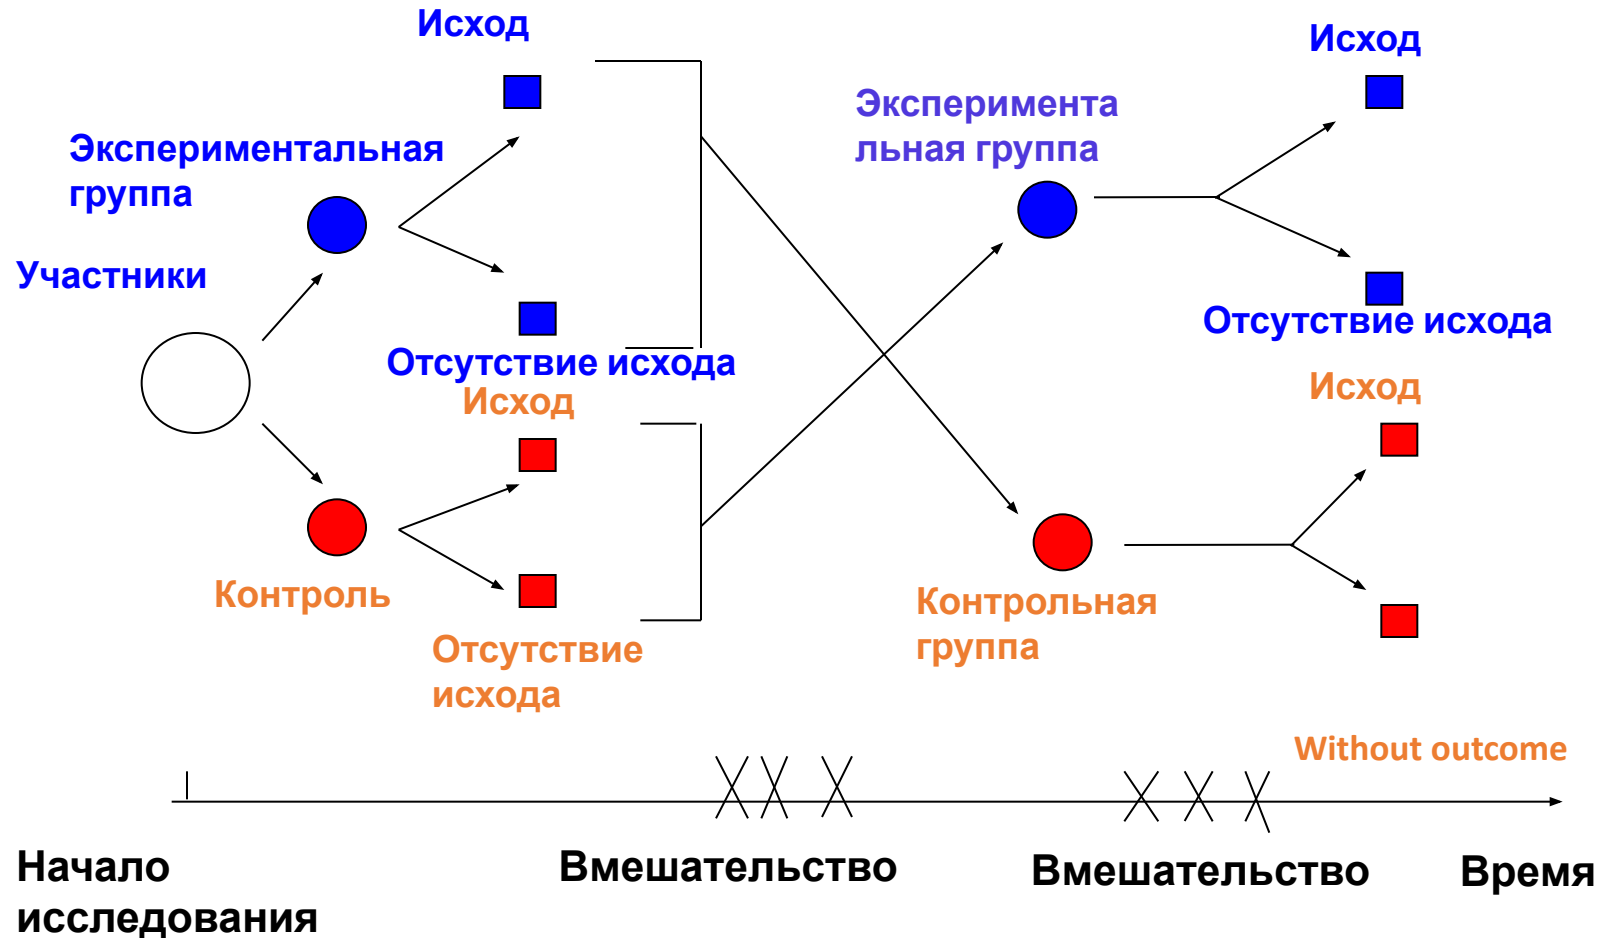 Исход
Исход
Эксперимента
льная группа
Экспериментальная
группа
Участники
Отсутствие исхода
Отсутствие исхода
Исход
Исход
Контроль
Контрольная
группа
Отсутствие
исхода
Without outcome
Начало
исследования
Вмешательство
Вмешательство
Время